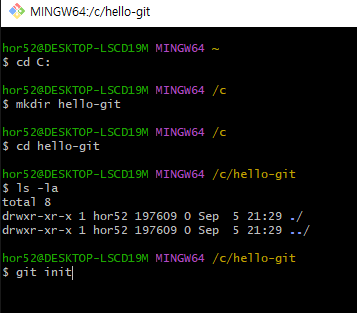 MINGW64:/c/hello-git
hor52@DESKTOP-LSCD19M MINGW64 ~
$ cd C:
hor52@DESKTOP-LSCD19M MINGW64 /c
$ mkdir hello-git
hor52@DESKTOP-LSCD19M MINGW64 /c
$ cd hello-git
hor52@DESKTOP-LSCD19M MINGW64 /c/hello-git
$ ls -la
total 8
drwxr-xr-x 1 hor52 197609 0 Sep  5 21:29 ./
drwxr-xr-x 1 hor52 197609 0 Sep  5 21:29 ../
hor52@DESKTOP-LSCD19M MINGW64 /c/hello-git
$ git init